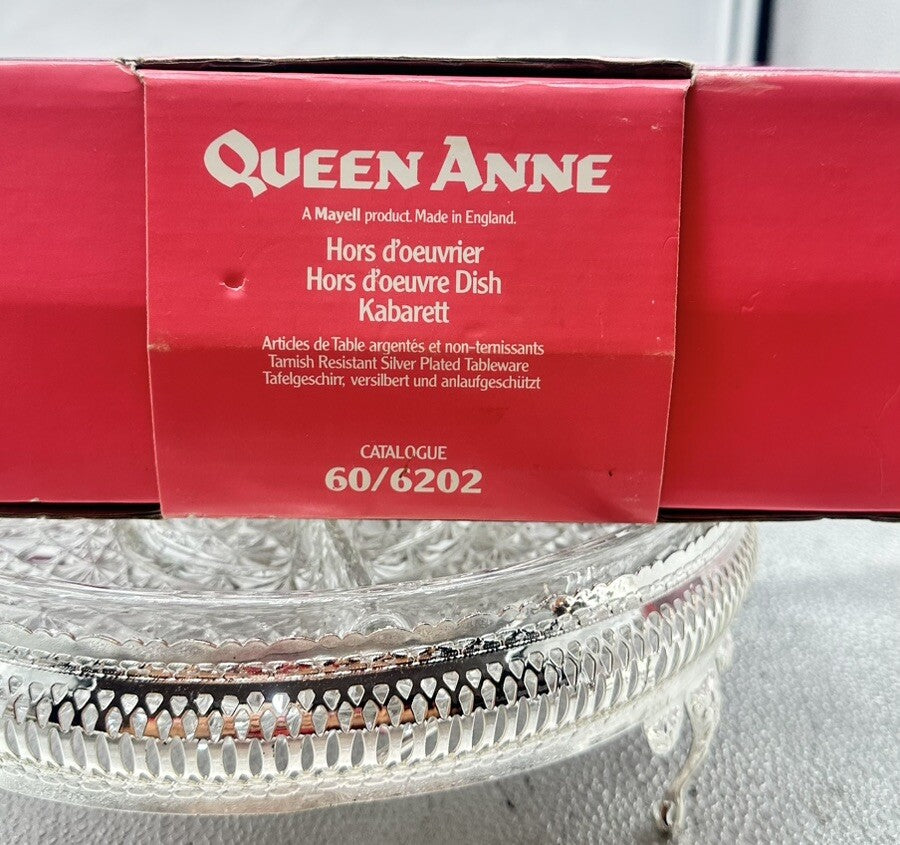 QUEEN ANNE
A Mayell product. Made in England.
Hors d'oeuvrier
Hors d'oeuvre Dish
Kabarett
Articles de Table argentés et non-ternissants
Tarnish Resistant Silver Plated Tableware
Tafelgeschirr, versilbert und anlaufgeschützt
CATALOGUE
60/6202